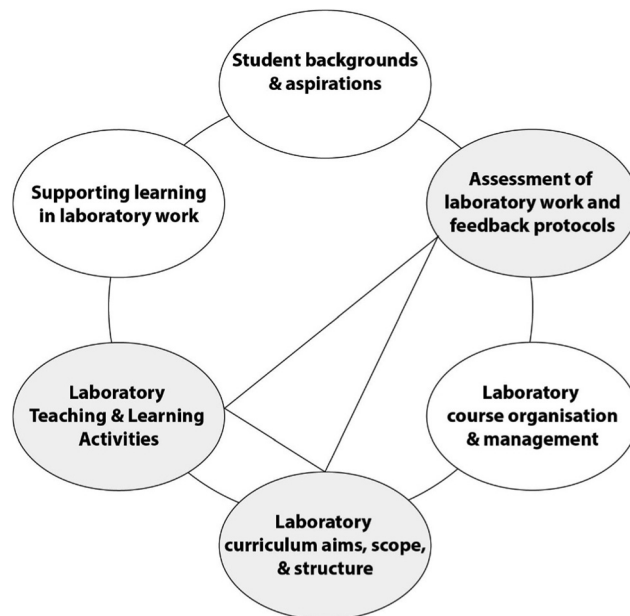 Student backgrounds
& aspirations
Assessment of
laboratory work and
feedback protocols
Supporting learning
in laboratory work
Laboratory
Teaching & Learning
Activities
Laboratory
course organisation
& management
Laboratory
curriculum aims, scope,
& structure